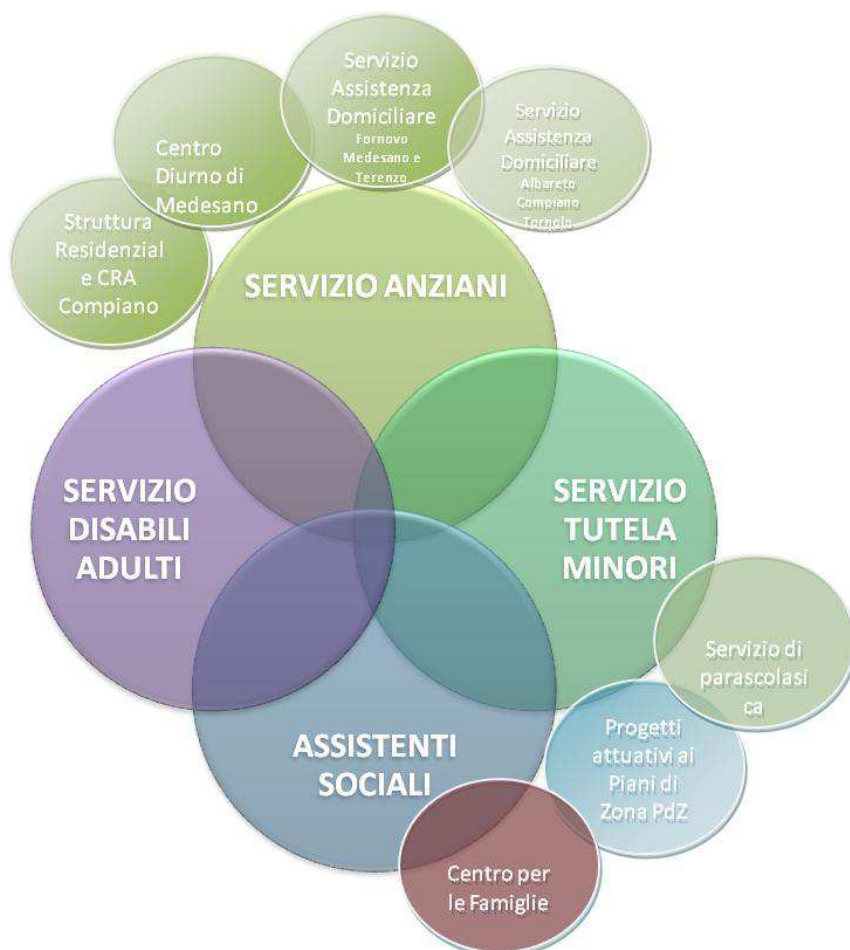 Servizio
Assistenza
Domiciliare
Fornovo
Medesano e
Terenzo
Servizio
Assistenza
Domiciliare
Albareto
Compiano
Tornolo
Centro
Diurno di
Medesano
Struttura
Residenzial
e CRA
Compiano
SERVIZIO ANZIANI
SERVIZIO
DISABILI
ADULTI
SERVIZIO
TUTELA
MINORI
Servizio di
parascolasi
ca
Progetti
attuativi ai
Piani di
Zona PdZ
ASSISTENTI
SOCIALI
Centro per
le Famiglie